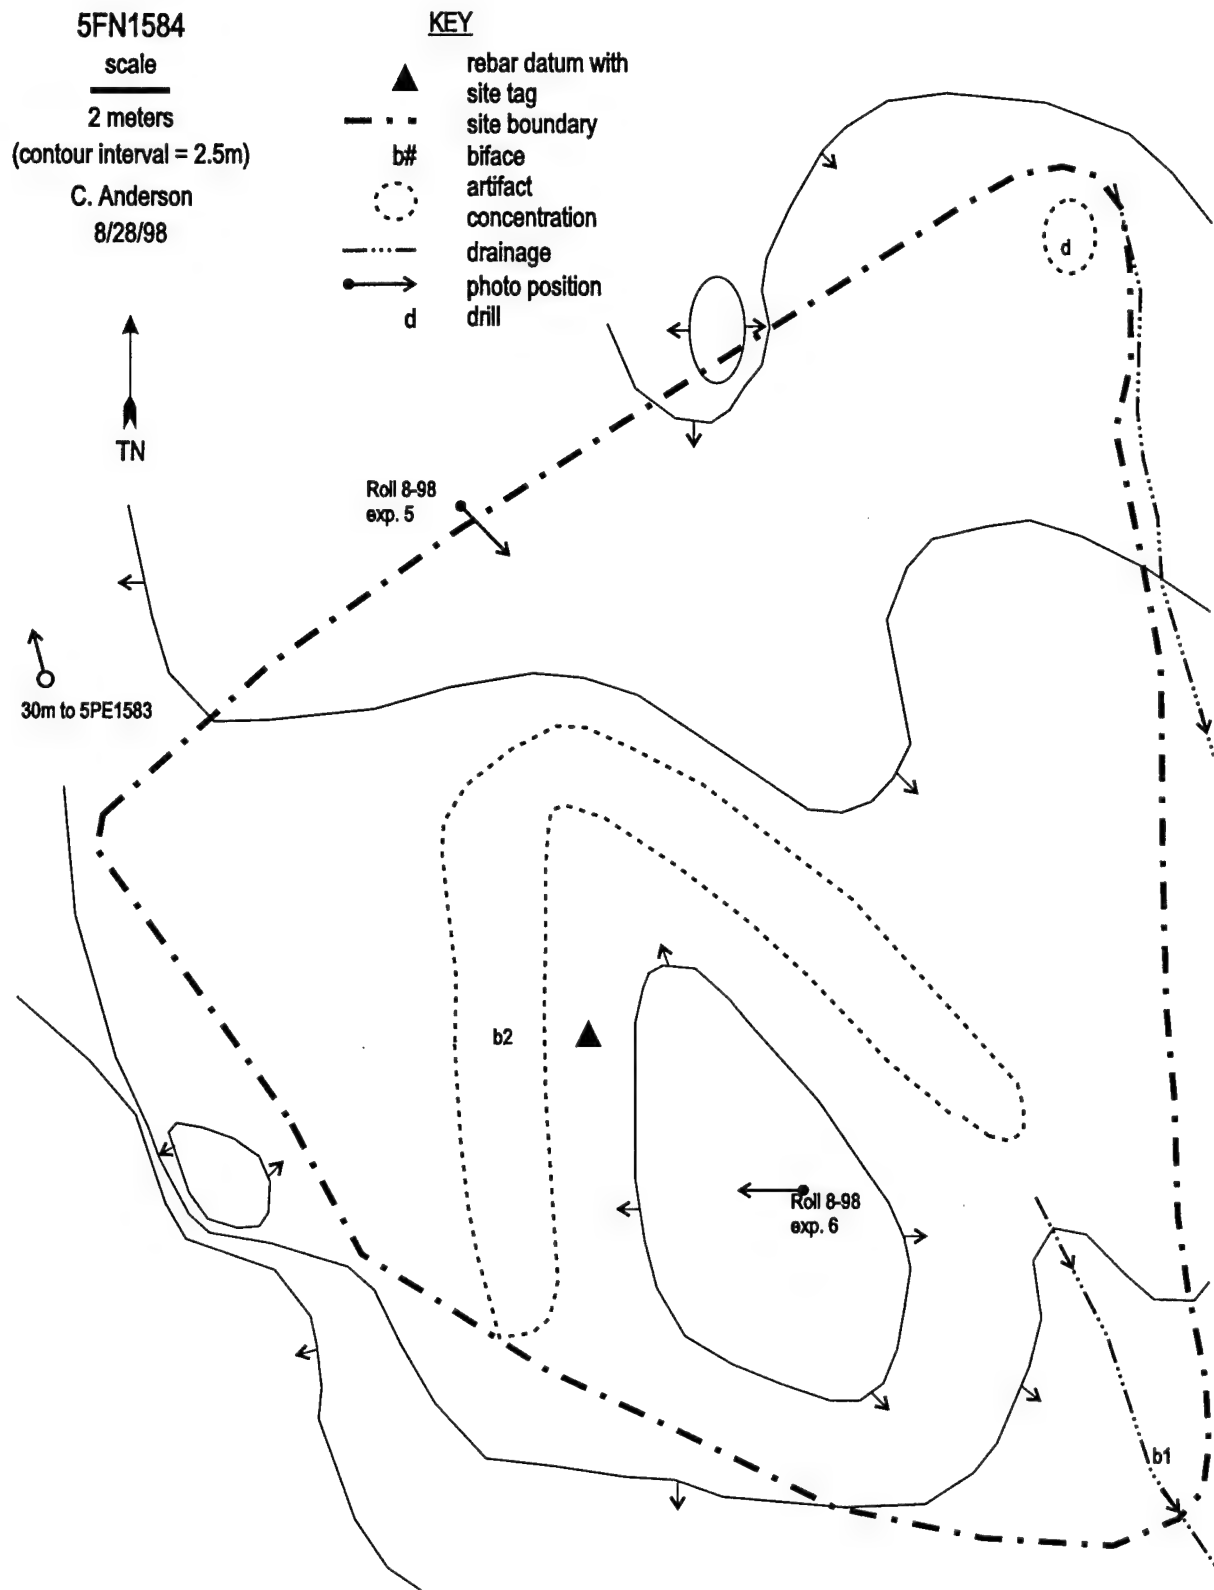 5FN1584
scale
2 meters
(contour interval = 2.5m)
C. Anderson
8/28/98
TN
KEY
rebar datum with
site tag
site boundary
b# biface
artifact
concentration
drainage
photo position
d drill
d
Roll 8-98
exp. 5
30m to 5PE1583
b2
Roll 8-98
exp. 6
b1